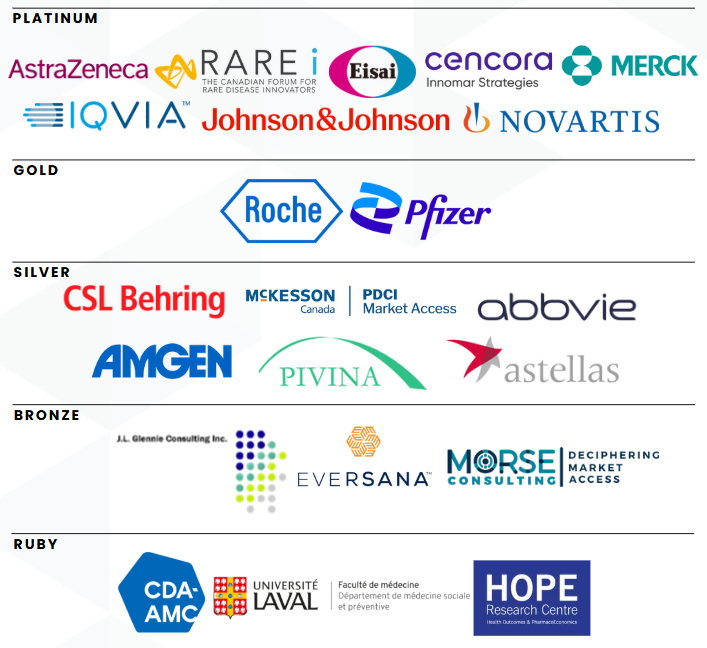 PLATINUM
AstraZeneca
RARE i
THE CANADIAN FORUM FOR
RARE DISEASE INNOVATORS
Eisai
cencora
Innomar Strategies
MERCK
IQVIA™
Johnson&Johnson
NOVARTIS
GOLD
Roche
Pfizer
SILVER
CSL Behring
MCKESSON
Canada
PDCI
Market Access
abbvie
AMGEN
PIVINA
astellas
BRONZE
J.L. Glennie Consulting Inc.
EVERSANA™
MORSE
CONSULTING
DECIPHERING
MARKET
ACCESS
RUBY
CDA-
AMC
UNIVERSITÉ
LAVAL
Faculté de médecine
Département de médecine sociale
et préventive
HOPE
Research Centre
Health Outcomes & PharmacoEconomics